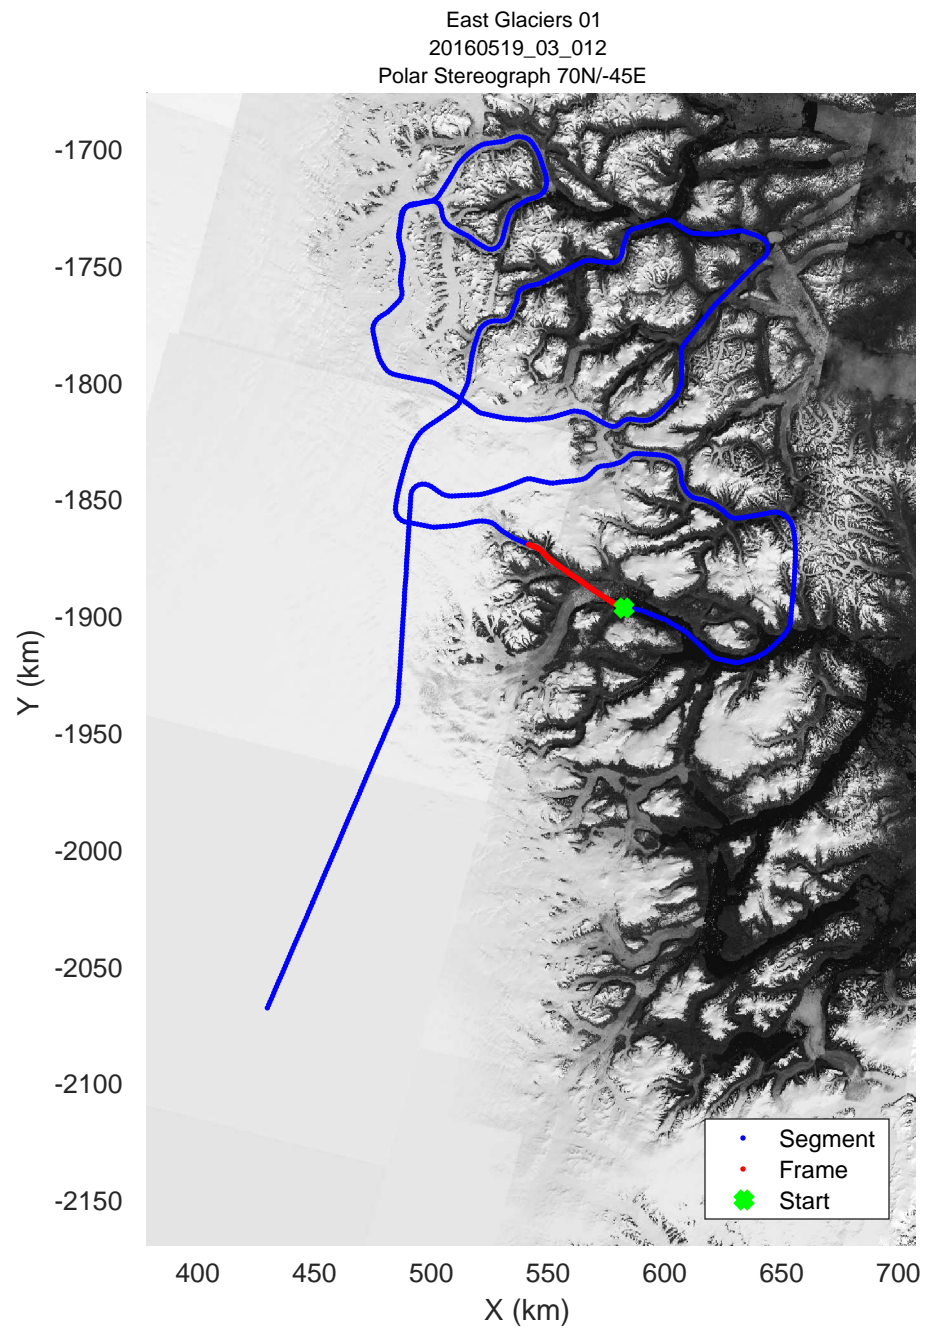 East Glaciers 01
20160519_03_012
Polar Stereograph 70N/-45E
-1700
-1750
-1800
-1850
-1900
-1950
-2000
-2050
-2100
-2150
Y (km)
Segment
Frame
Start
400 450 500 550 600 650 700
X (km)